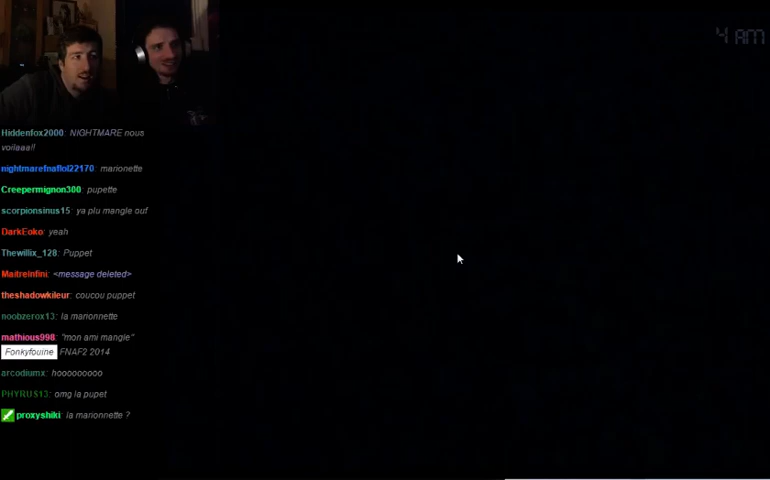 4 AM
Hiddenfox2000: NIGHTMARE nous
voilaaa!!
nightmarefnaflol22170: marionette
Creepermignon300: pupette
scorpionsinus15: ya plu mangle ouf
DarkEoko: yeah
Thewillix_128: Puppet
MaitreInfini: <message deleted>
theshadowkileur: coucou puppet
noobzerox13: la marionnette
mathious998: "mon ami mangle"
Fonkyfouine FNAF2 2014
arcodiumx: hooooooooo
PHYRUS13: omg la pupet
proxyshiki: la marionnette ?